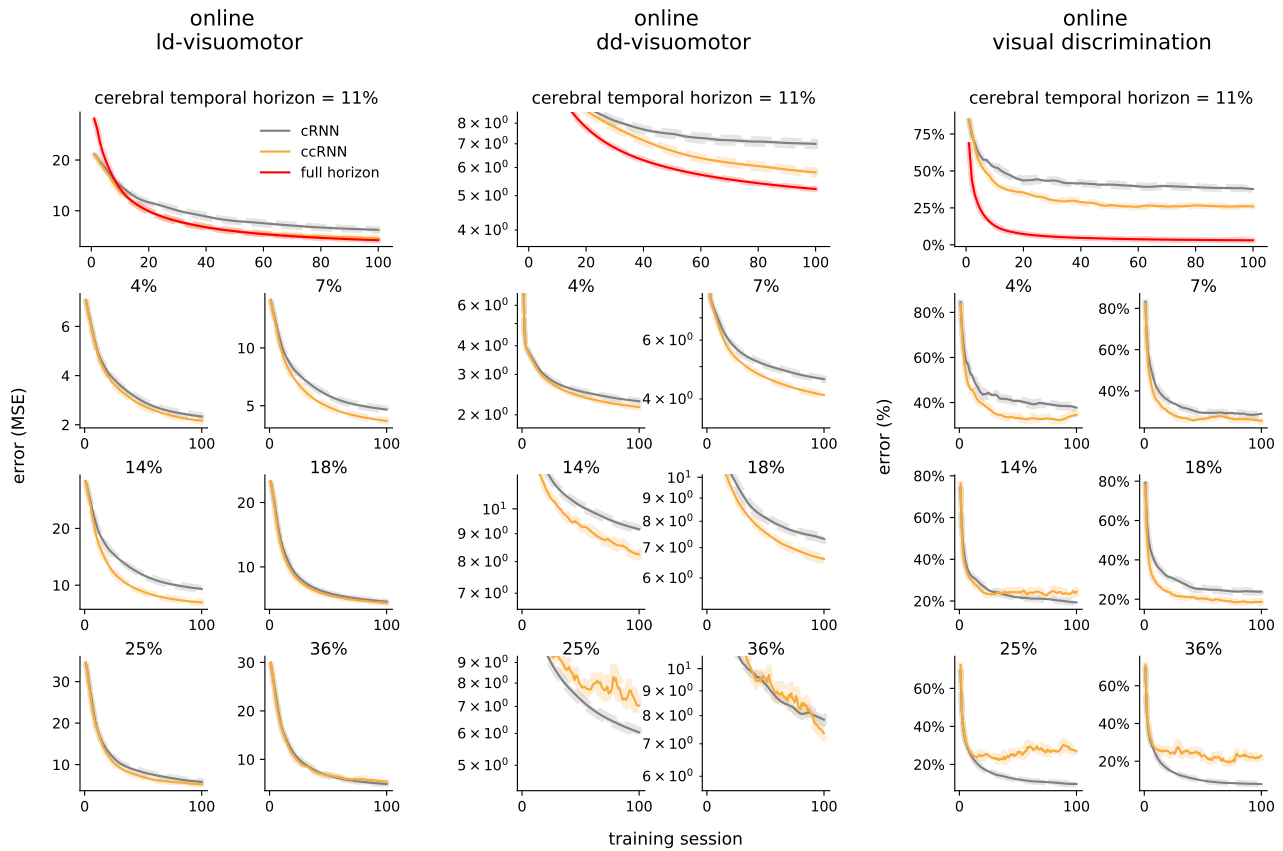 online
ld-visuomotor
online
dd-visuomotor
online
visual discrimination
cerebral temporal horizon = 11%
cRNN
ccRNN
full horizon
20
10
0 20 40 60 80 100
cerebral temporal horizon = 11%
8 × 10⁰
7 × 10⁰
6 × 10⁰
5 × 10⁰
4 × 10⁰
0 20 40 60 80 100
cerebral temporal horizon = 11%
75%
50%
25%
0%
0 20 40 60 80 100
error (MSE)
4%
6
4
2
0 100
7%
10
5
0 100
4%
6 × 10⁰
4 × 10⁰
3 × 10⁰
2 × 10⁰
0 100
7%
6 × 10⁰
4 × 10⁰
0 100
error (%)
4%
80%
60%
40%
0 100
7%
80%
60%
40%
0 100
14%
20
10
0 100
18%
20
10
0 100
14%
10¹
9 × 10⁰
8 × 10⁰
7 × 10⁰
0 100
18%
10¹
9 × 10⁰
8 × 10⁰
7 × 10⁰
6 × 10⁰
0 100
14%
80%
60%
40%
20%
0 100
18%
80%
60%
40%
20%
0 100
25%
30
20
10
0 100
36%
30
20
10
0 100
25%
9 × 10⁰
8 × 10⁰
7 × 10⁰
6 × 10⁰
5 × 10⁰
0 100
36%
10¹
9 × 10⁰
8 × 10⁰
7 × 10⁰
6 × 10⁰
0 100
25%
60%
40%
20%
0 100
36%
60%
40%
20%
0 100
training session